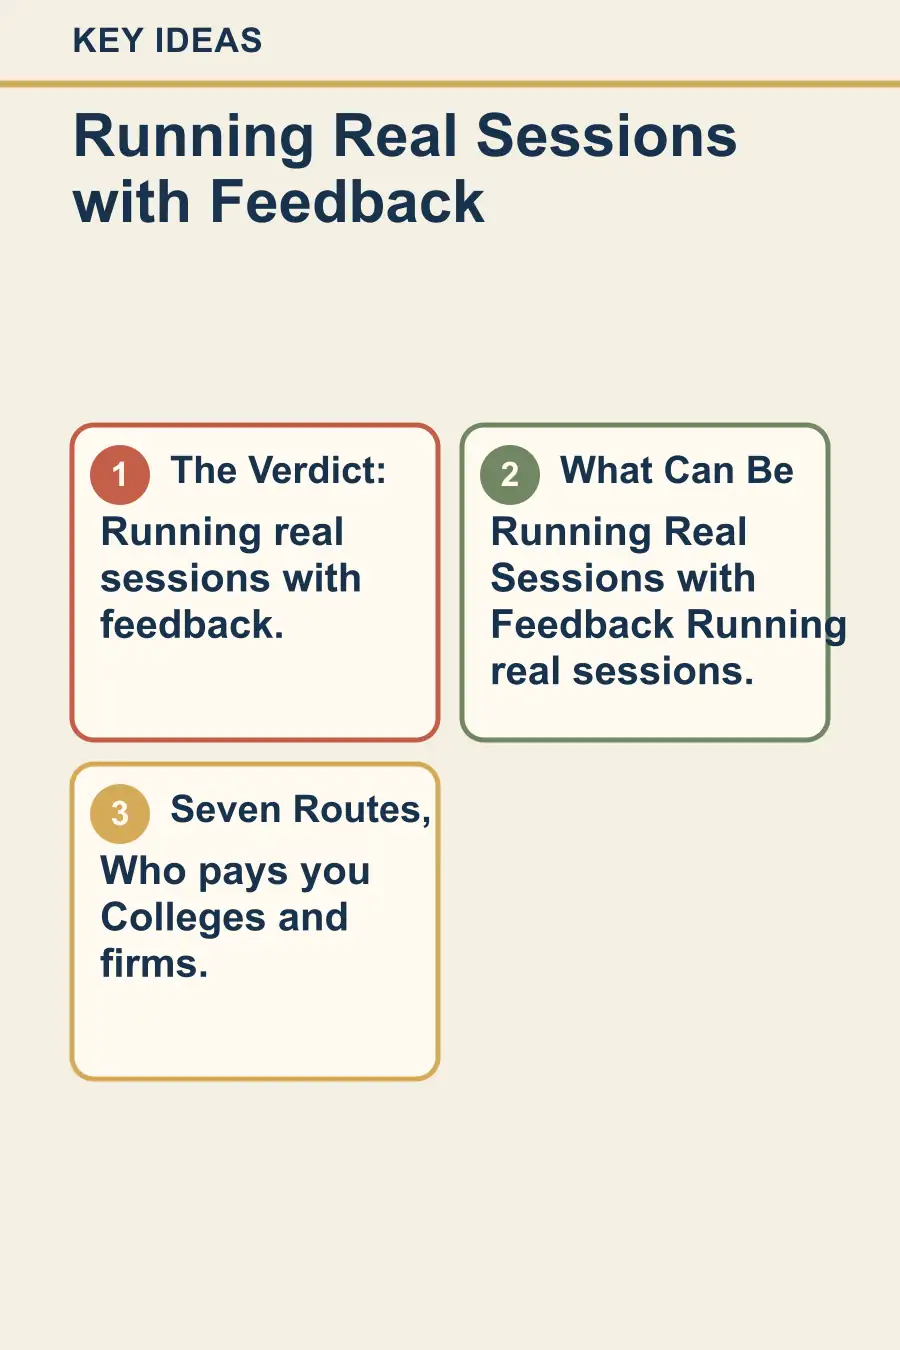 KEY IDEAS
Running Real Sessions
with Feedback
1 The Verdict:
Running real
sessions with
feedback.
2 What Can Be
Running Real
Sessions with
Feedback Running
real sessions.
3 Seven Routes,
Who pays you
Colleges and
firms.